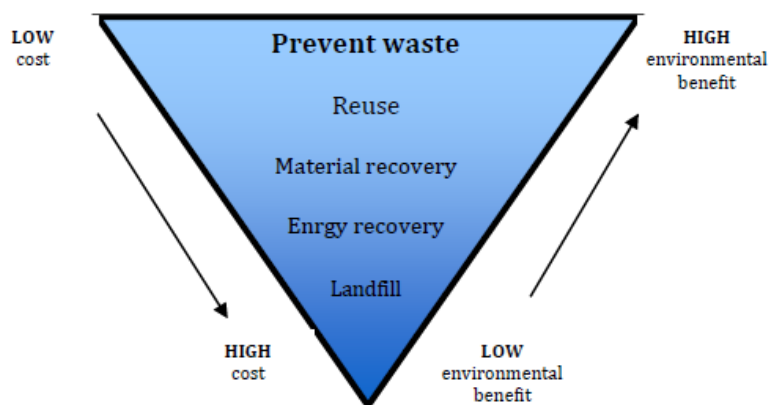 LOW
cost
Prevent waste
HIGH
environmental
benefit
Reuse
Material recovery
Enrgy recovery
Landfill
HIGH
cost
LOW
environmental
benefit